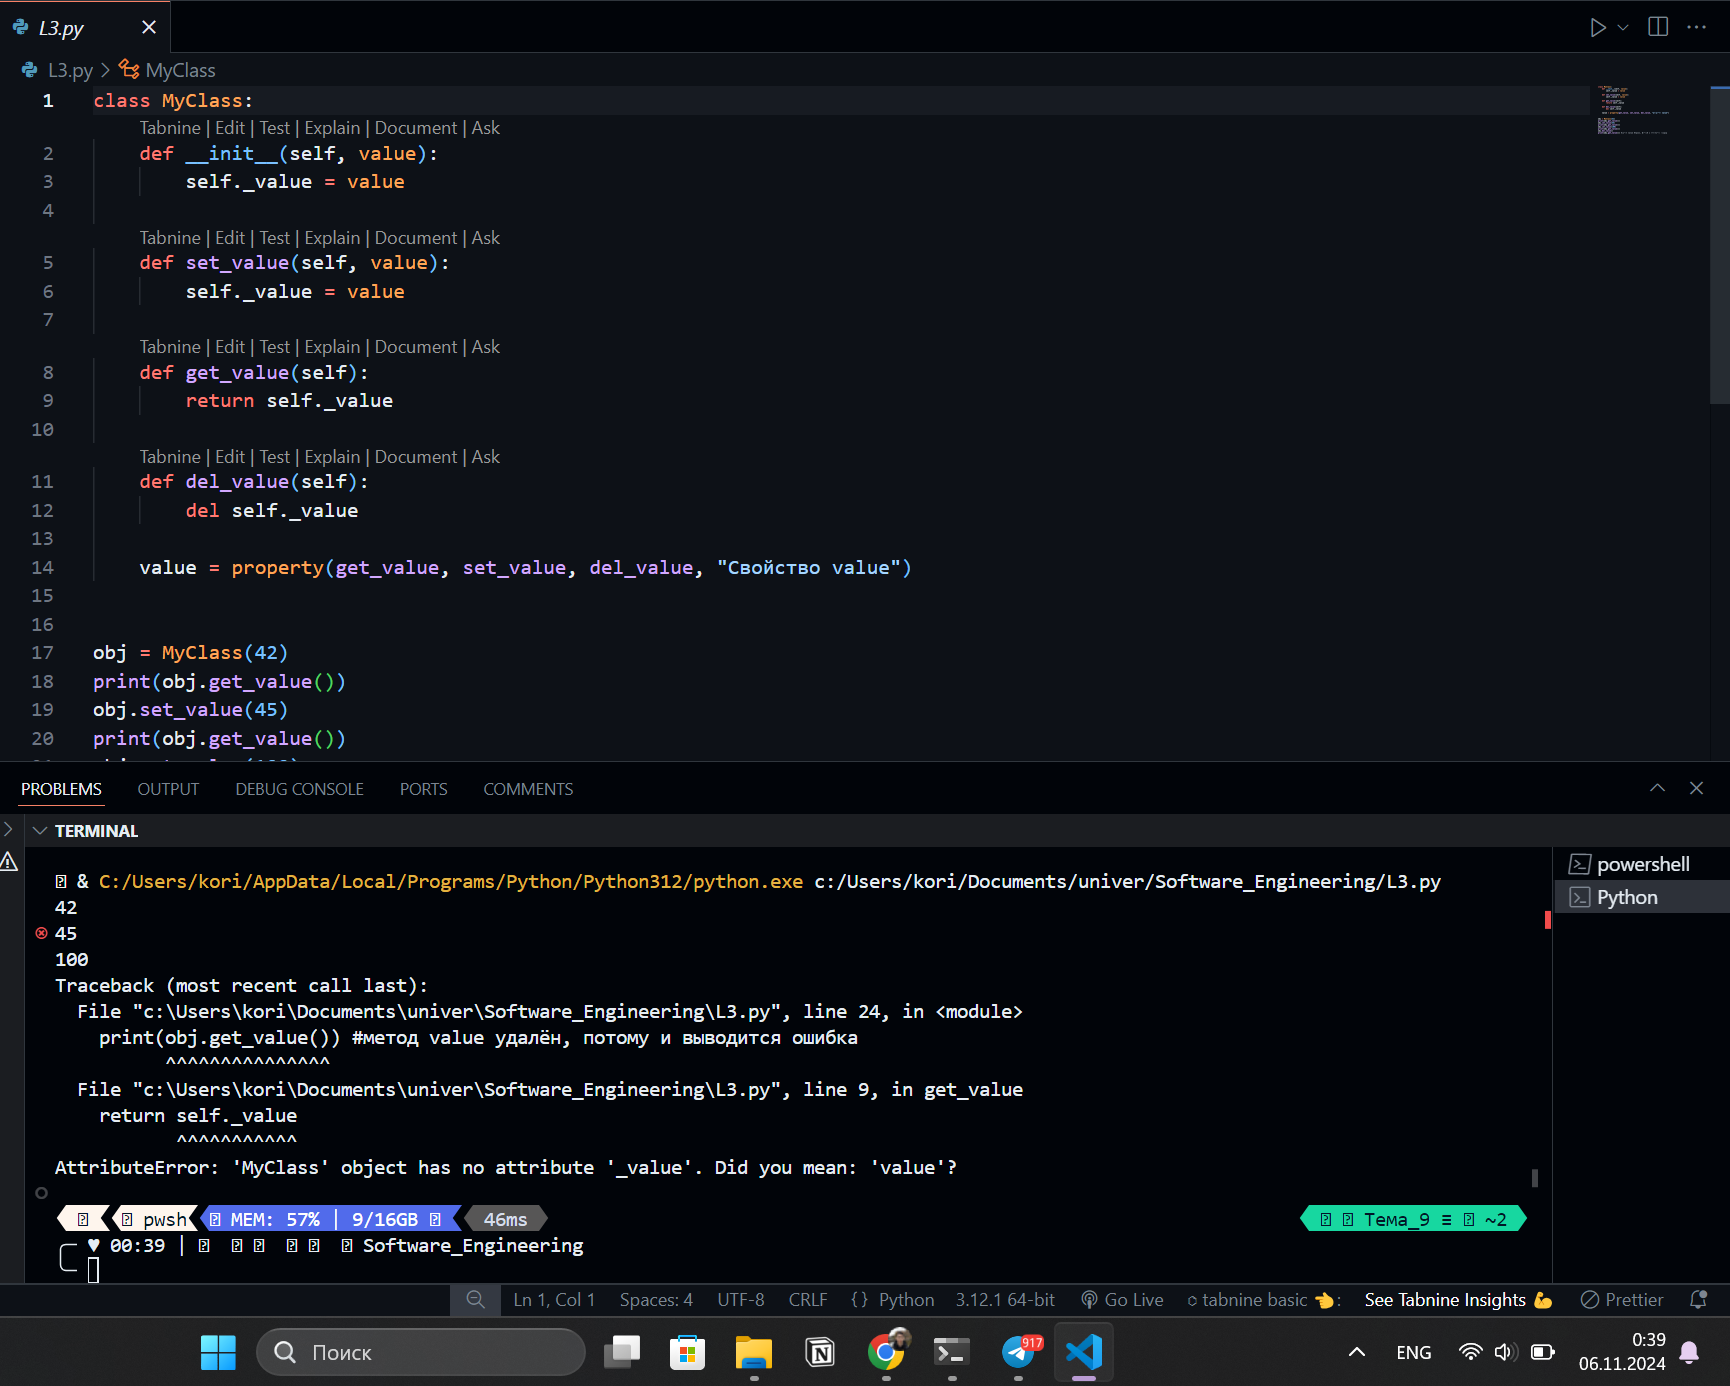 L3.py
L3.py > MyClass
1 class MyClass:
Tabnine | Edit | Test | Explain | Document | Ask
2 def __init__(self, value):
3 self._value = value
4
Tabnine | Edit | Test | Explain | Document | Ask
5 def set_value(self, value):
6 self._value = value
7
Tabnine | Edit | Test | Explain | Document | Ask
8 def get_value(self):
9 return self._value
10
Tabnine | Edit | Test | Explain | Document | Ask
11 def del_value(self):
12 del self._value
13
14 value = property(get_value, set_value, del_value, "Свойство value")
15
16
17 obj = MyClass(42)
18 print(obj.get_value())
19 obj.set_value(45)
20 print(obj.get_value())
PROBLEMS OUTPUT DEBUG CONSOLE PORTS COMMENTS
TERMINAL
powershell
Python
& C:/Users/kori/AppData/Local/Programs/Python/Python312/python.exe c:/Users/kori/Documents/univer/Software_Engineering/L3.py
42
45
100
Traceback (most recent call last):
File "c:\Users\kori\Documents\univer\Software_Engineering\L3.py", line 24, in <module>
print(obj.get_value()) #метод value удалён, потому и выводится ошибка
^^^^^^^^^^^^^^^
File "c:\Users\kori\Documents\univer\Software_Engineering\L3.py", line 9, in get_value
return self._value
^^^^^^^^^^^
AttributeError: 'MyClass' object has no attribute '_value'. Did you mean: 'value'?
pwsh MEM: 57% | 9/16GB 46ms Тема_9 ≡ ~2
♥ 00:39 | Software_Engineering
Ln 1, Col 1 Spaces: 4 UTF-8 CRLF {} Python 3.12.1 64-bit Go Live tabnine basic 👈: See Tabnine Insights 💪 Prettier
Поиск 917 ENG 0:39
06.11.2024